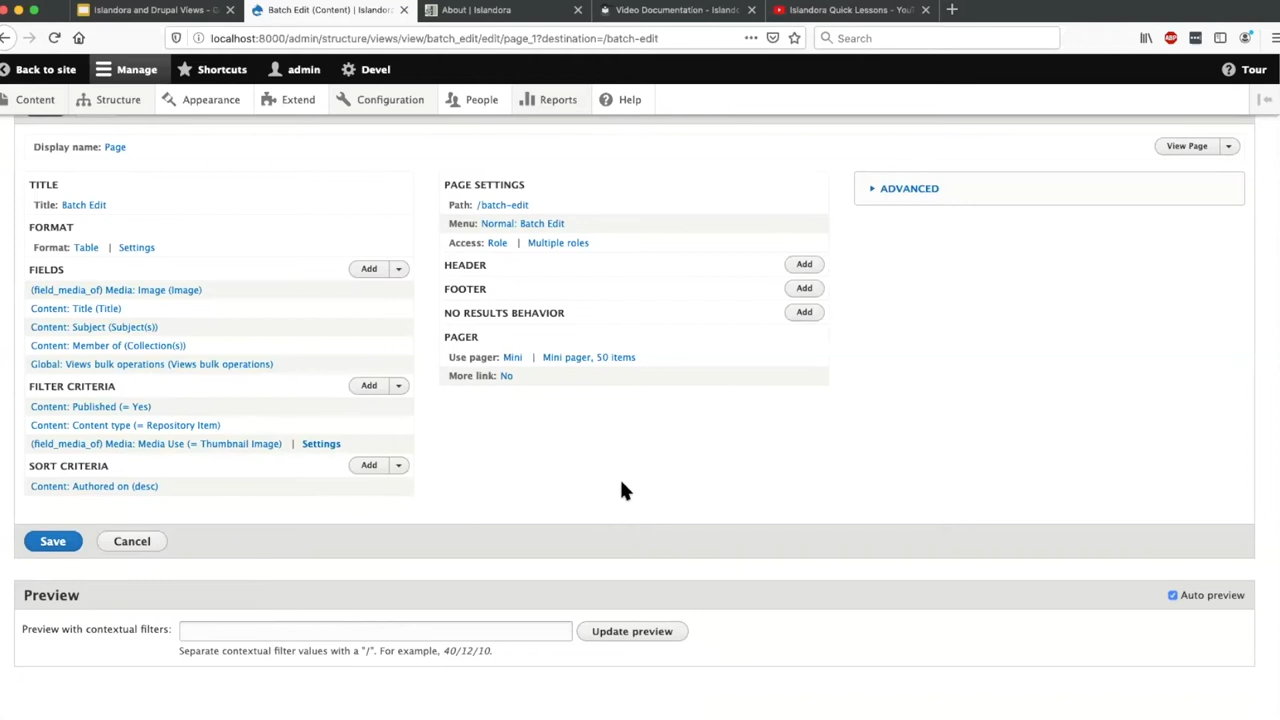 Islandora and Drupal Views - G
Batch Edit (Content) | Islandora
About | Islandora
Video Documentation - Islando
Islandora Quick Lessons - YouT
localhost:8000/admin/structure/views/view/batch_edit/edit/page_1?destination=/batch-edit
Search
Back to site
Manage
Shortcuts
admin
Devel
Tour
Content
Structure
Appearance
Extend
Configuration
People
Reports
Help
Display name: Page
View Page
TITLE
Title: Batch Edit
FORMAT
Format: Table | Settings
FIELDS
Add
(field_media_of) Media: Image (Image)
Content: Title (Title)
Content: Subject (Subject(s))
Content: Member of (Collection(s))
Global: Views bulk operations (Views bulk operations)
FILTER CRITERIA
Add
Content: Published (= Yes)
Content: Content type (= Repository Item)
(field_media_of) Media: Media Use (= Thumbnail Image) | Settings
SORT CRITERIA
Add
Content: Authored on (desc)
PAGE SETTINGS
Path: /batch-edit
Menu: Normal: Batch Edit
Access: Role | Multiple roles
HEADER
Add
FOOTER
Add
NO RESULTS BEHAVIOR
Add
PAGER
Use pager: Mini | Mini pager, 50 items
More link: No
ADVANCED
Save
Cancel
Preview
Auto preview
Preview with contextual filters:
Update preview
Separate contextual filter values with a "/". For example, 40/12/10.